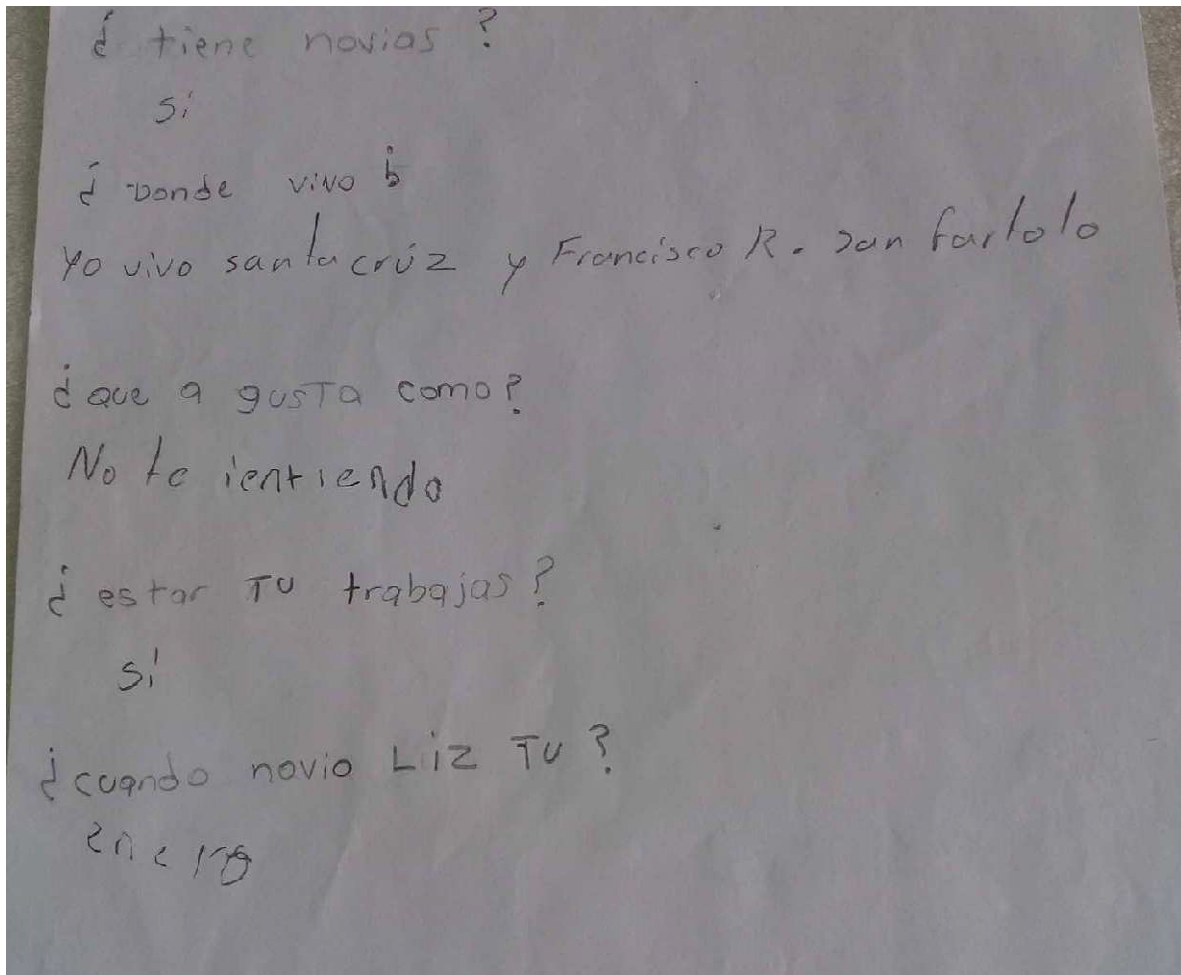 ¿ tiene novias ?
Si
¿ Donde vivo
Yo vivo santa cruz y Francisco R. San fartolo
¿ que a gusta como?
No te ientiendo
¿ estar TU trabajas?
Si
¿ cuando novio Liz TU ?
enero